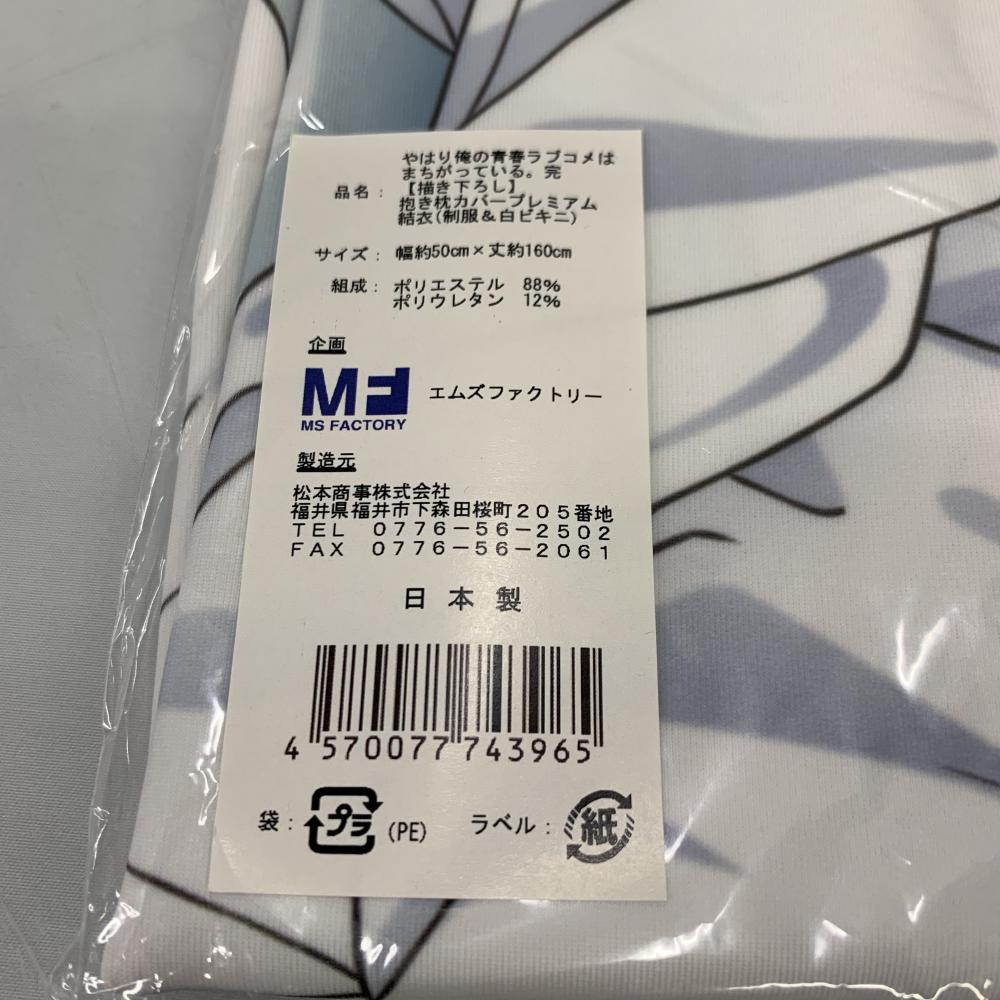 やはり俺の青春ラブコメは
まちがっている。完
品名：【描き下ろし】
抱き枕カバープレミアム
結衣(制服＆白ビキニ)
サイズ：幅約50cm×丈約160cm
組成：ポリエステル 88%
ポリウレタン 12%
企画
MF
MS FACTORY
エムズファクトリー
製造元
松本商事株式会社
福井県福井市下森田桜町２０５番地
ＴＥＬ ０７７６－５６－２５０２
ＦＡＸ ０７７６－５６－２０６１
日本製
4 570077 743965
袋：プラ(PE) ラベル：紙